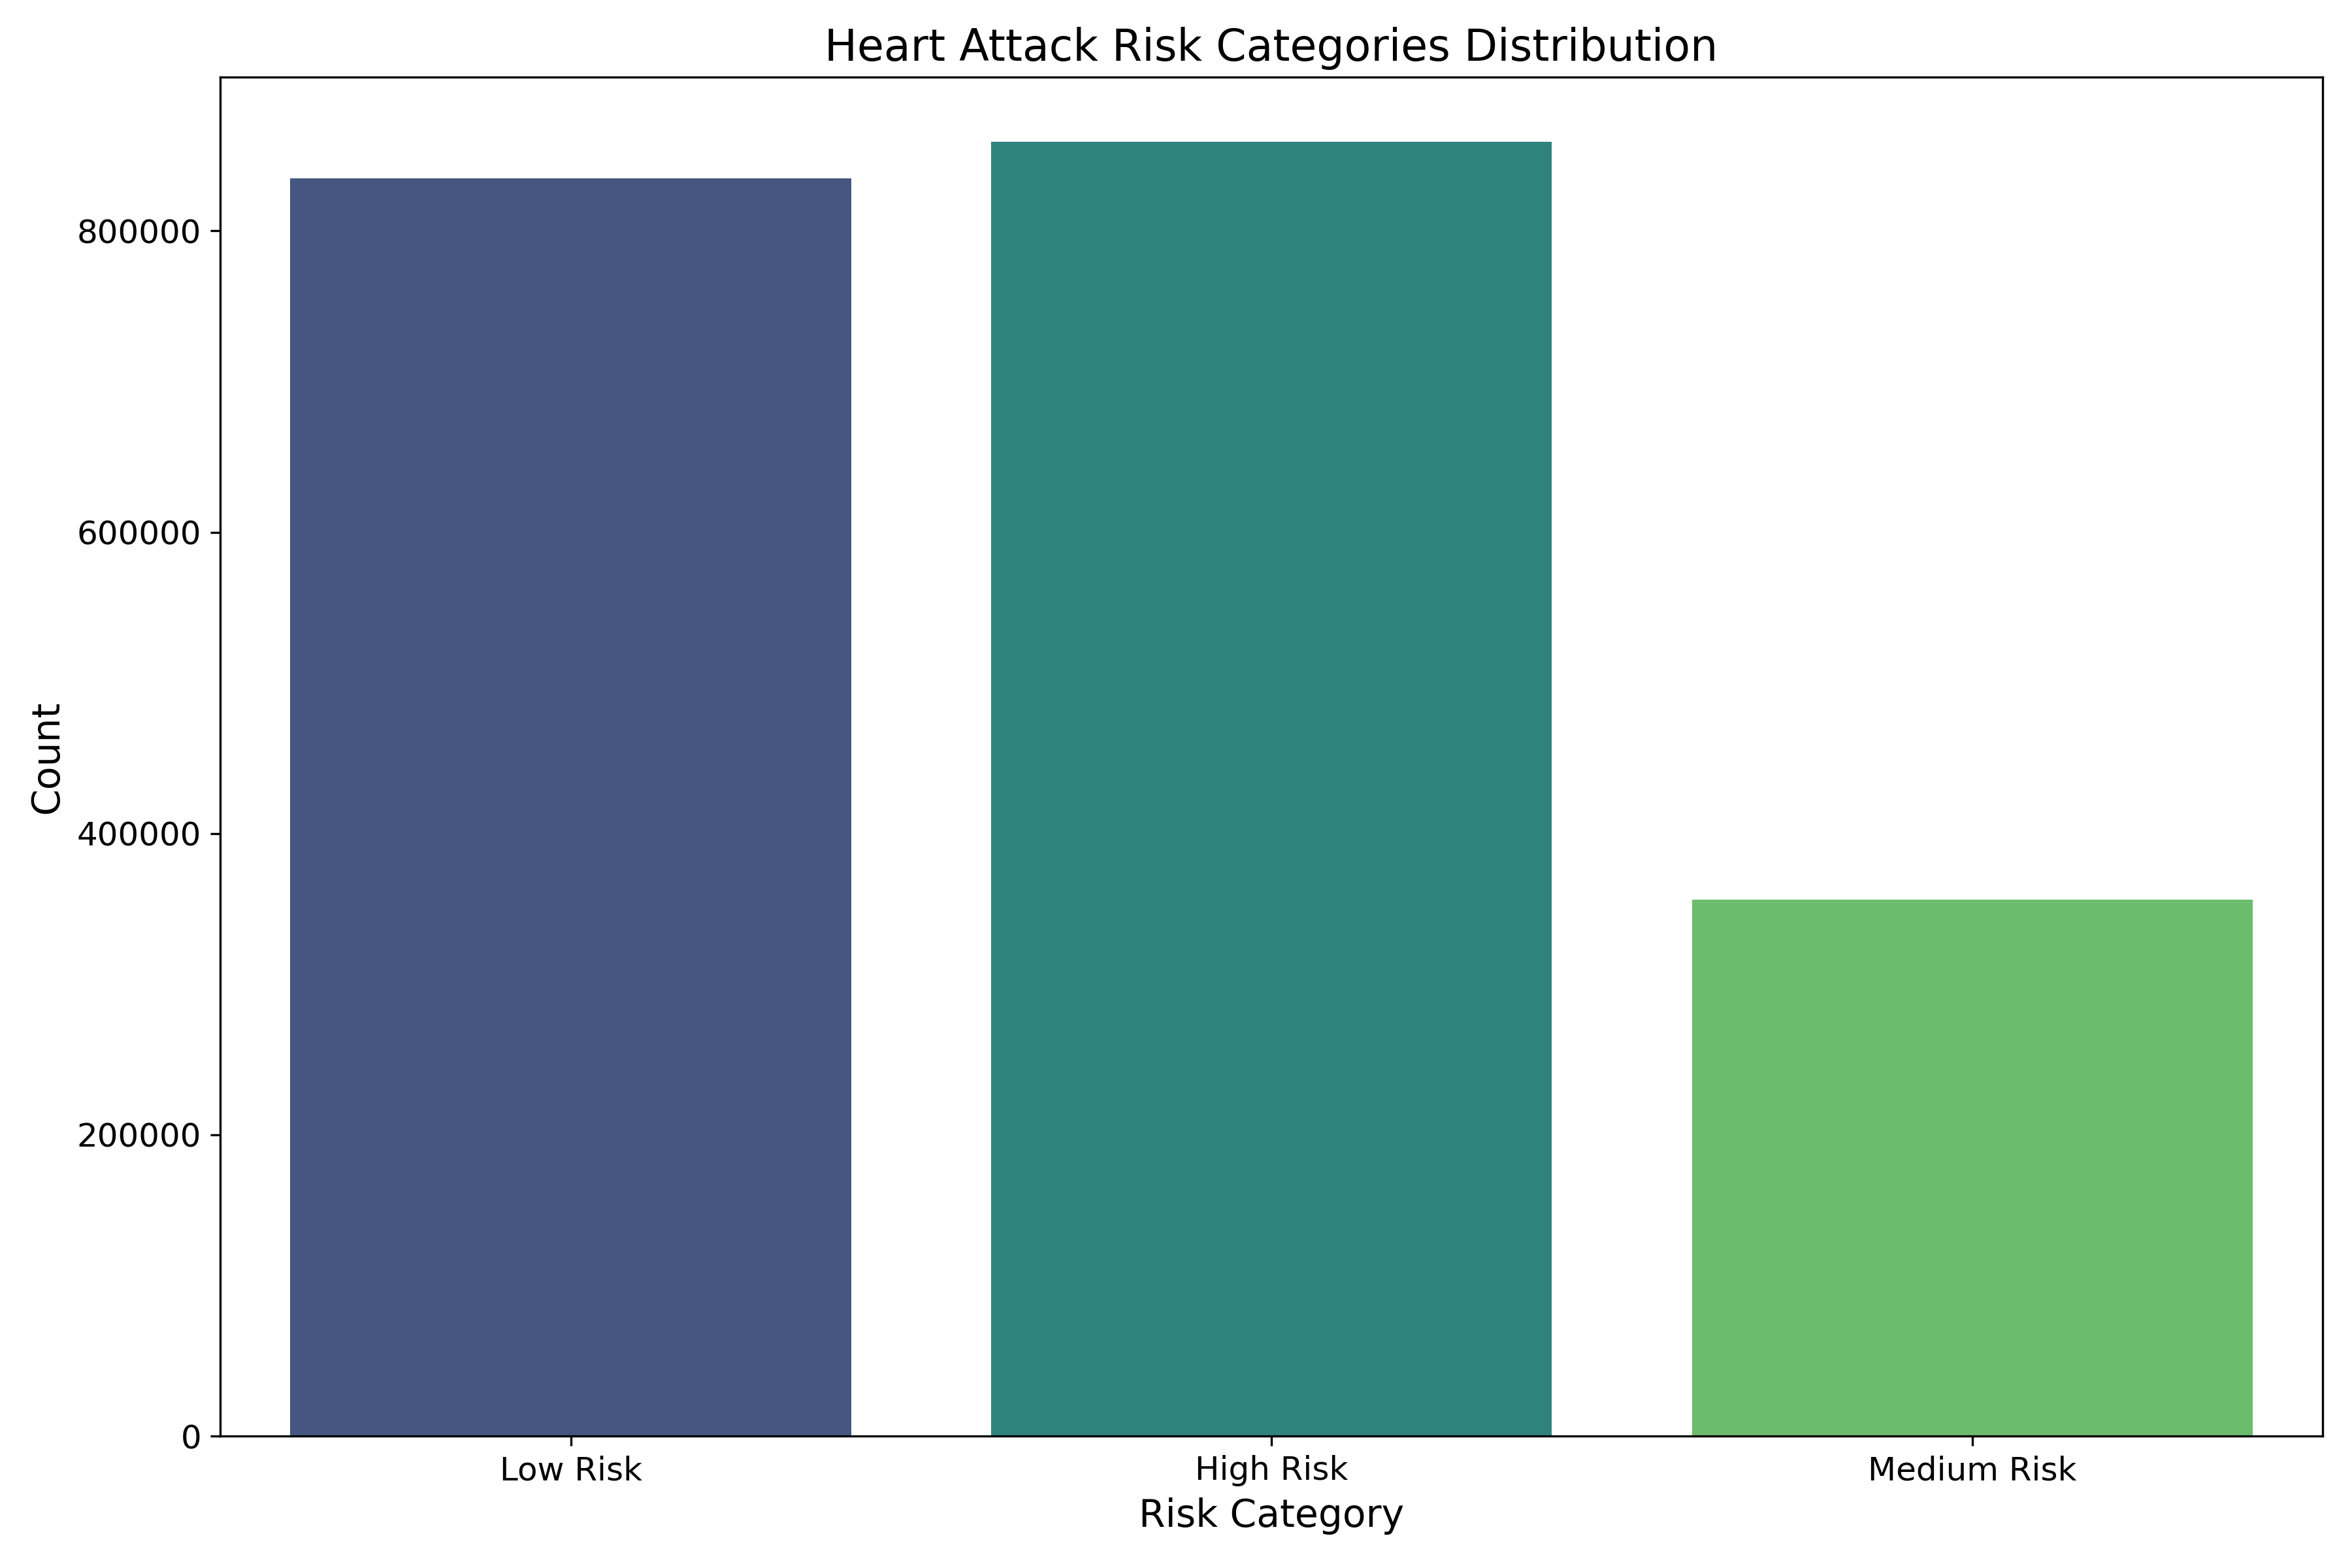 Heart Attack Risk Categories Distribution
Count
800000
600000
400000
200000
0
Low Risk
High Risk
Medium Risk
Risk Category